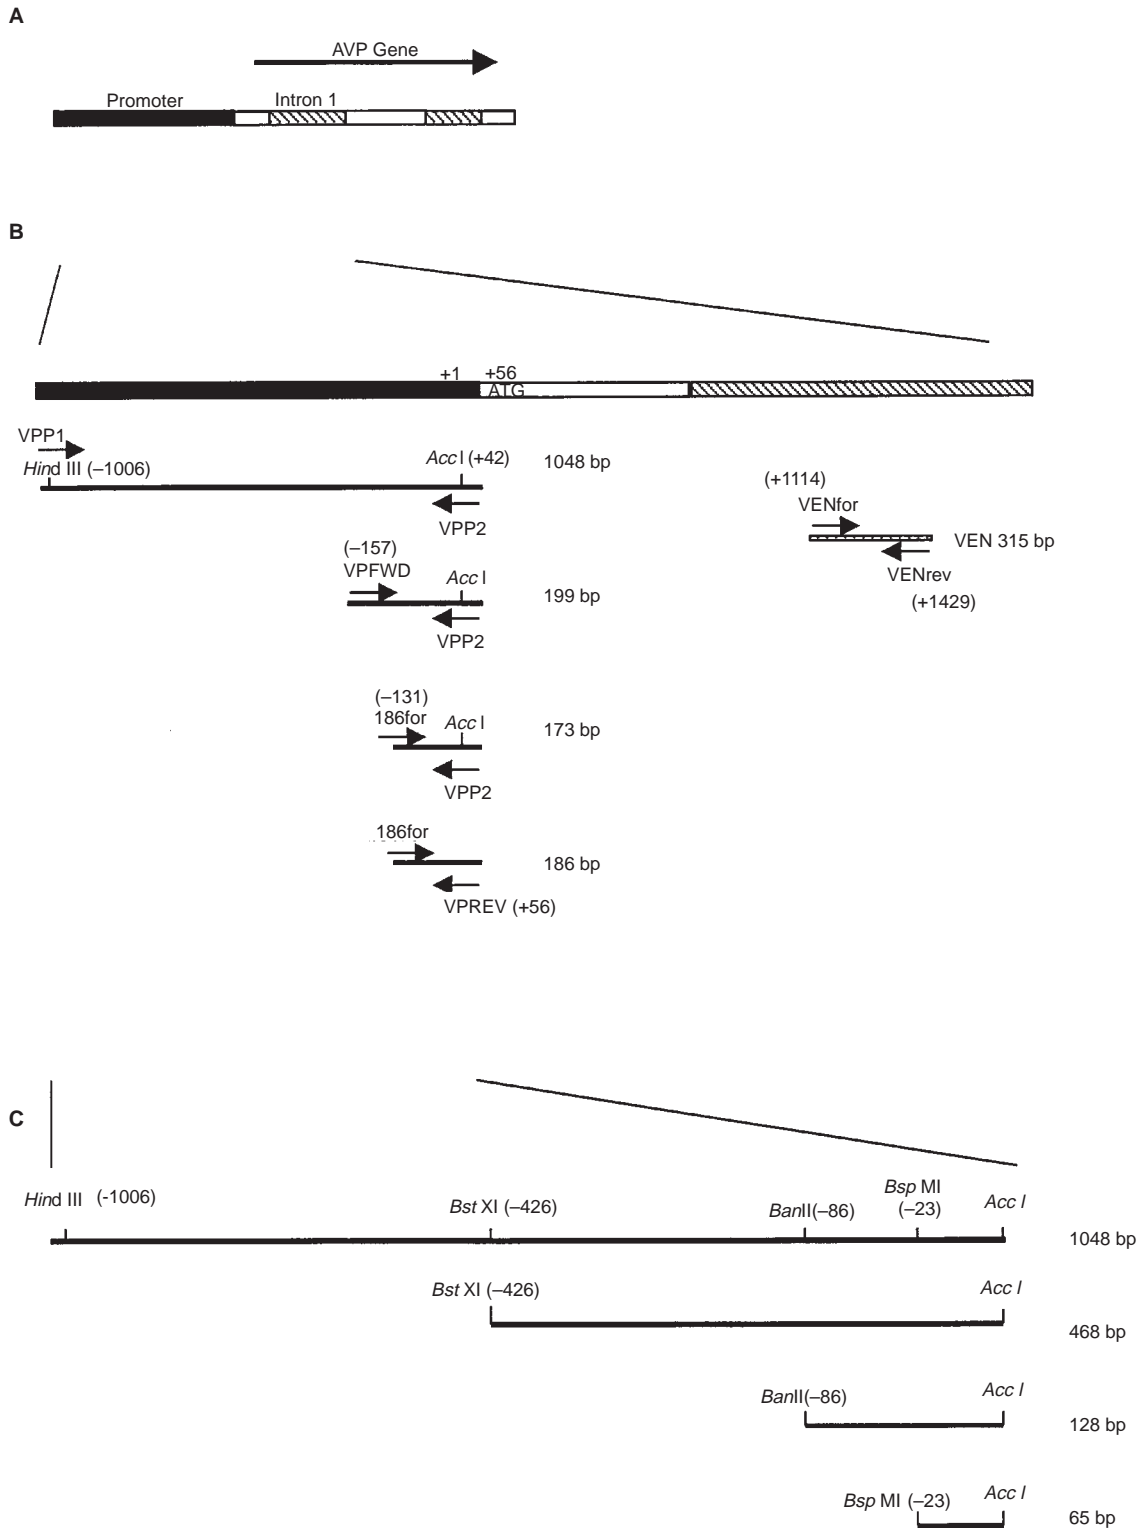 A
AVP Gene
Promoter
Intron 1
B
+1
+56
ATG
VPP1
Hind III (–1006)
Acc I (+42)
1048 bp
VPP2
(+1114)
VENfor
VEN 315 bp
VENrev
(+1429)
(–157)
VPFWD
Acc I
199 bp
VPP2
(–131)
186for
Acc I
173 bp
VPP2
186for
186 bp
VPREV (+56)
C
Hind III (-1006)
Bst XI (–426)
BanII(–86)
Bsp MI
(–23)
Acc I
1048 bp
Bst XI (–426)
Acc I
468 bp
BanII(–86)
Acc I
128 bp
Bsp MI (–23)
Acc I
65 bp